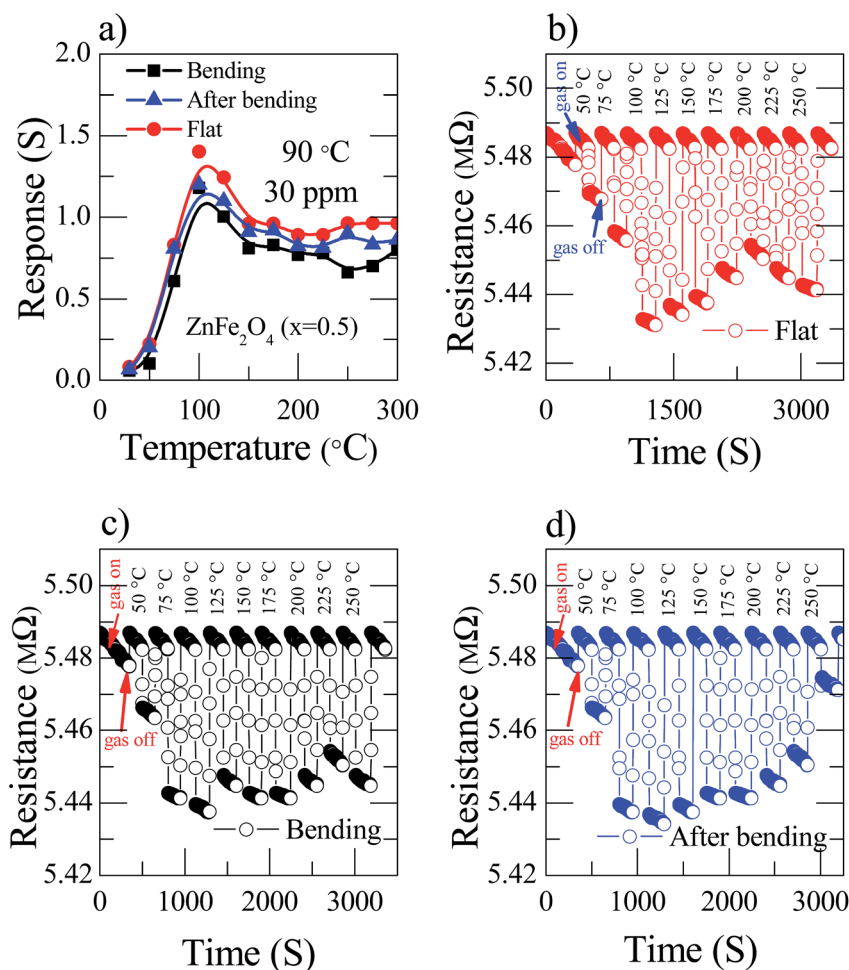 a)
2.0
1.5
1.0
0.5
0.0
Response (S)
Bending
After bending
Flat
90 °C
30 ppm
ZnFe₂O₄ (x=0.5)
0 100 200 300
Temperature (°C)
b)
5.50
5.48
5.46
5.44
5.42
Resistance (MΩ)
gas on
50 °C
75 °C
100 °C
125 °C
150 °C
175 °C
200 °C
225 °C
250 °C
gas off
Flat
0 1500 3000
Time (S)
c)
5.50
5.48
5.46
5.44
5.42
Resistance (MΩ)
gas on
50 °C
75 °C
100 °C
125 °C
150 °C
175 °C
200 °C
225 °C
250 °C
gas off
Bending
0 1000 2000 3000
Time (S)
d)
5.50
5.48
5.46
5.44
5.42
Resistance (MΩ)
gas on
50 °C
75 °C
100 °C
125 °C
150 °C
175 °C
200 °C
225 °C
250 °C
gas off
After bending
0 1000 2000 3000
Time (S)